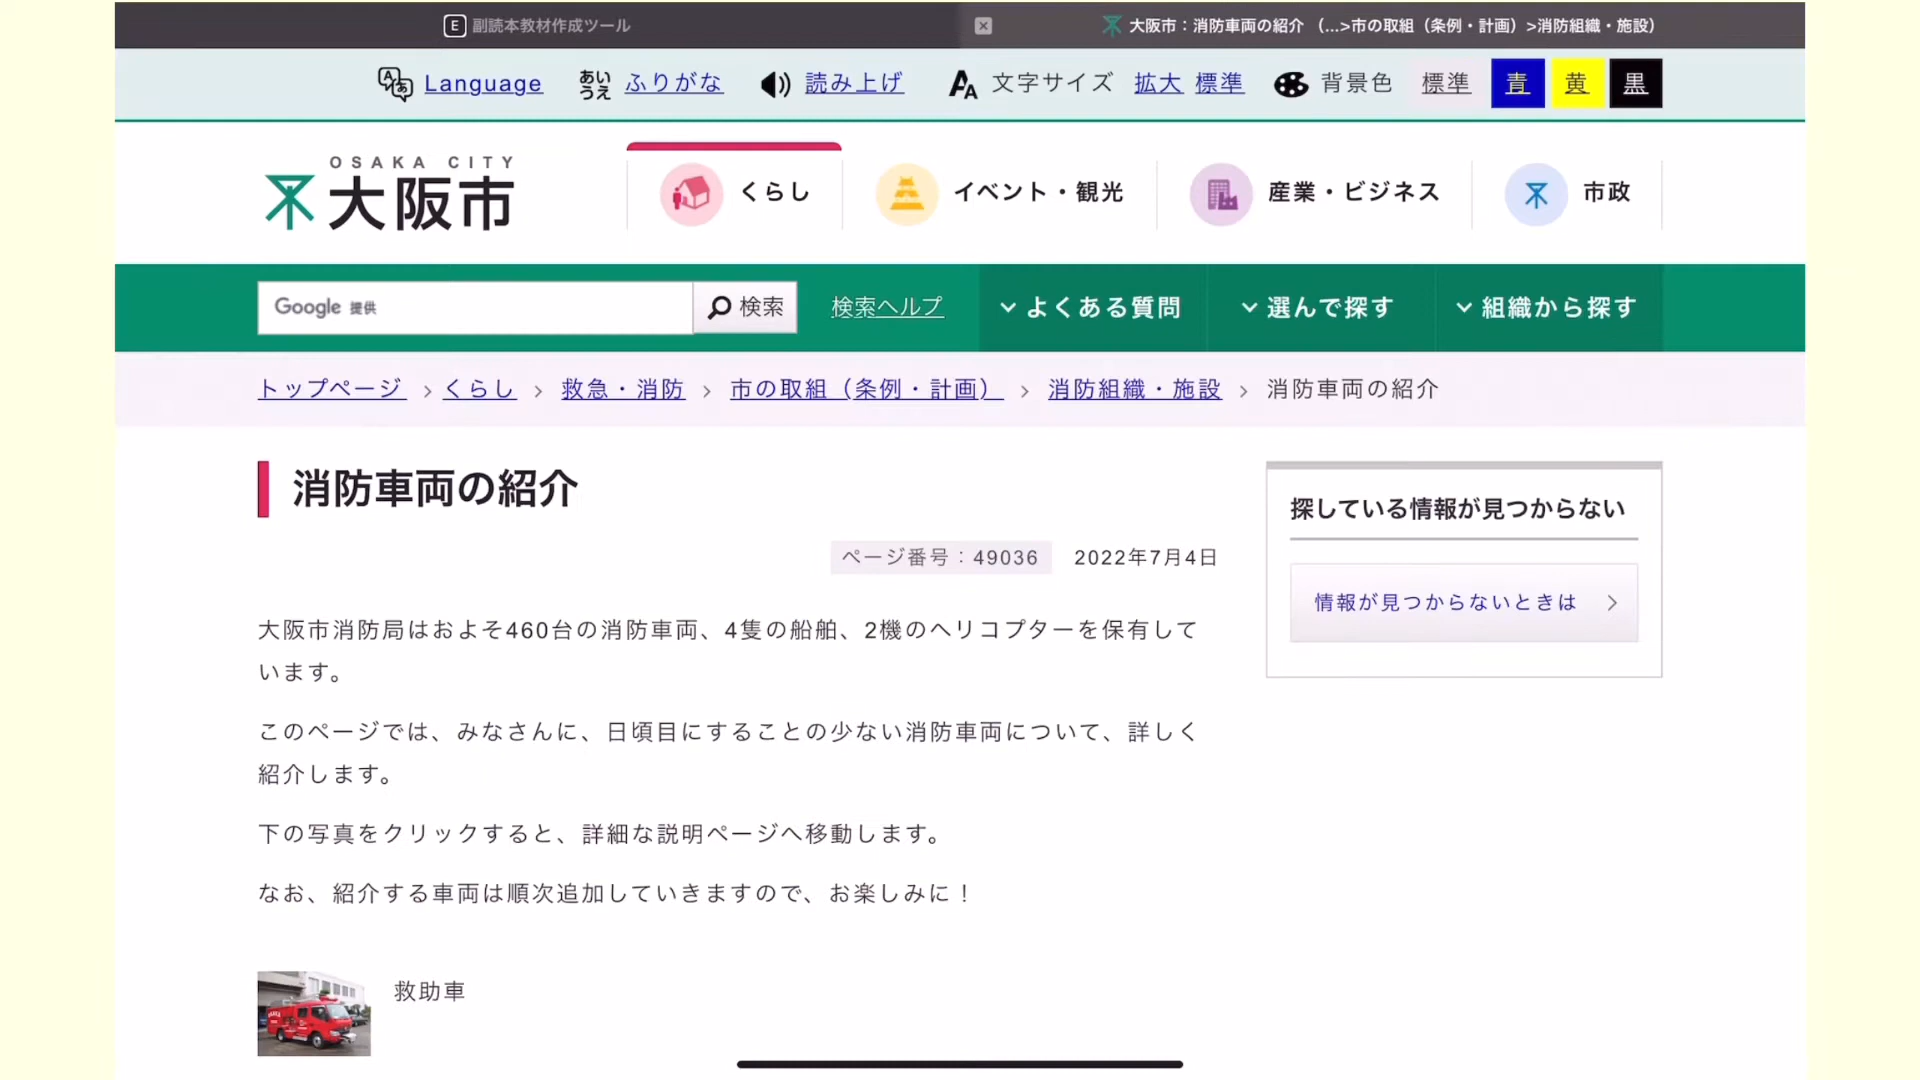 E 副読本教材作成ツール
大阪市：消防車両の紹介 （…>市の取組（条例・計画）>消防組織・施設）
Language あいうえ ふりがな 読み上げ 文字サイズ 拡大 標準 背景色 標準 青 黄 黒
OSAKA CITY
大阪市
くらし イベント・観光 産業・ビジネス 市政
Google 提供 検索 検索ヘルプ よくある質問 選んで探す 組織から探す
トップページ > くらし > 救急・消防 > 市の取組（条例・計画） > 消防組織・施設 > 消防車両の紹介
消防車両の紹介
ページ番号：49036 2022年7月4日
大阪市消防局はおよそ460台の消防車両、4隻の船舶、2機のヘリコプターを保有して
います。
このページでは、みなさんに、日頃目にすることの少ない消防車両について、詳しく
紹介します。
下の写真をクリックすると、詳細な説明ページへ移動します。
なお、紹介する車両は順次追加していきますので、お楽しみに！
救助車
探している情報が見つからない
情報が見つからないときは